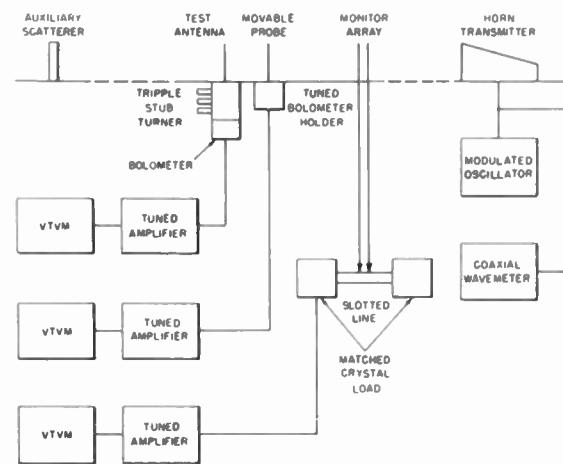 AUXILIARY
SCATTERER
TEST
ANTENNA
MOVABLE
PROBE
MONITOR
ARRAY
HORN
TRANSMITTER
TRIPPLE
STUB
TURNER
TUNED
BOLOMETER
HOLDER
BOLOMETER
MODULATED
OSCILLATOR
VTVM
TUNED
AMPLIFIER
COAXIAL
WAVEMETER
SLOTTED
LINE
VTVM
TUNED
AMPLIFIER
MATCHED
CRYSTAL
LOAD
VTVM
TUNED
AMPLIFIER